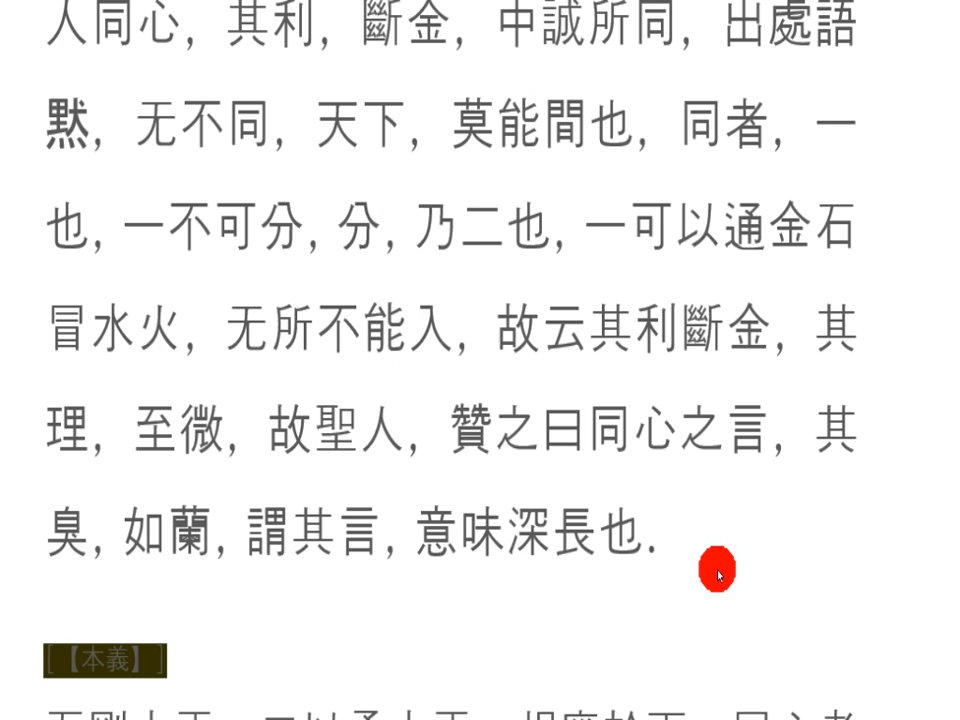 人同心, 其利, 斷金, 中誠所同, 出處語
默, 无不同, 天下, 莫能間也, 同者, 一
也, 一不可分, 分, 乃二也, 一可以通金石
冒水火, 无所不能入, 故云其利斷金, 其
理, 至微, 故聖人, 贊之曰同心之言, 其
臭, 如蘭, 謂其言, 意味深長也.
[【本義】]